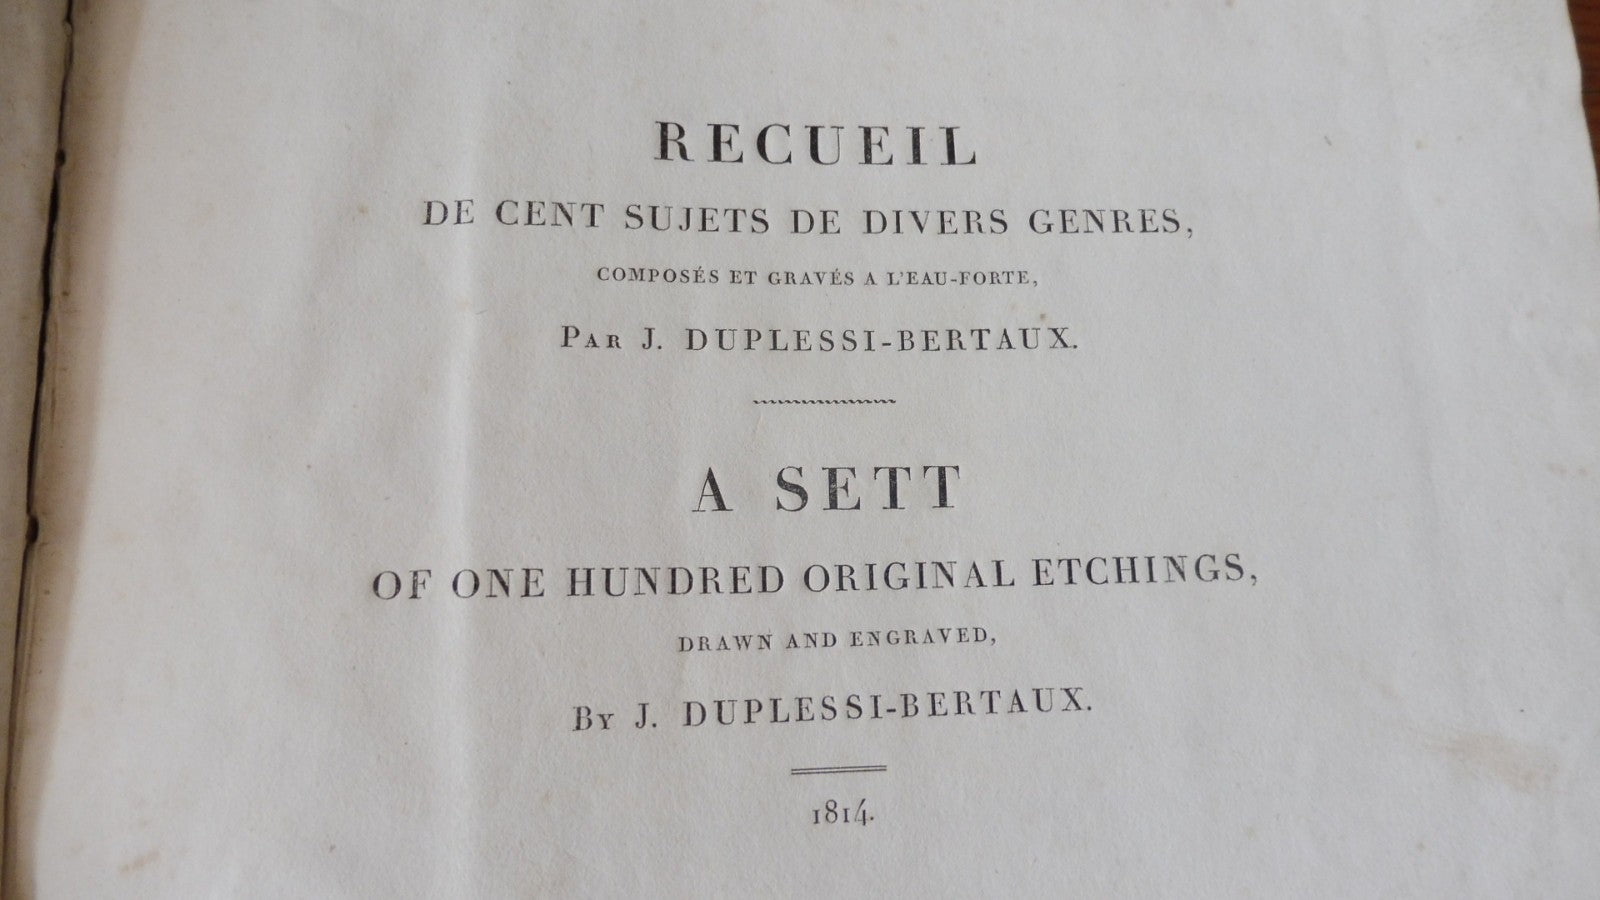 RECUEIL
DE CENT SUJETS DE DIVERS GENRES,
COMPOSÉS ET GRAVÉS A L'EAU-FORTE,
PAR J. DUPLESSI-BERTAUX.
A SETT
OF ONE HUNDRED ORIGINAL ETCHINGS,
DRAWN AND ENGRAVED,
BY J. DUPLESSI-BERTAUX.
1814.